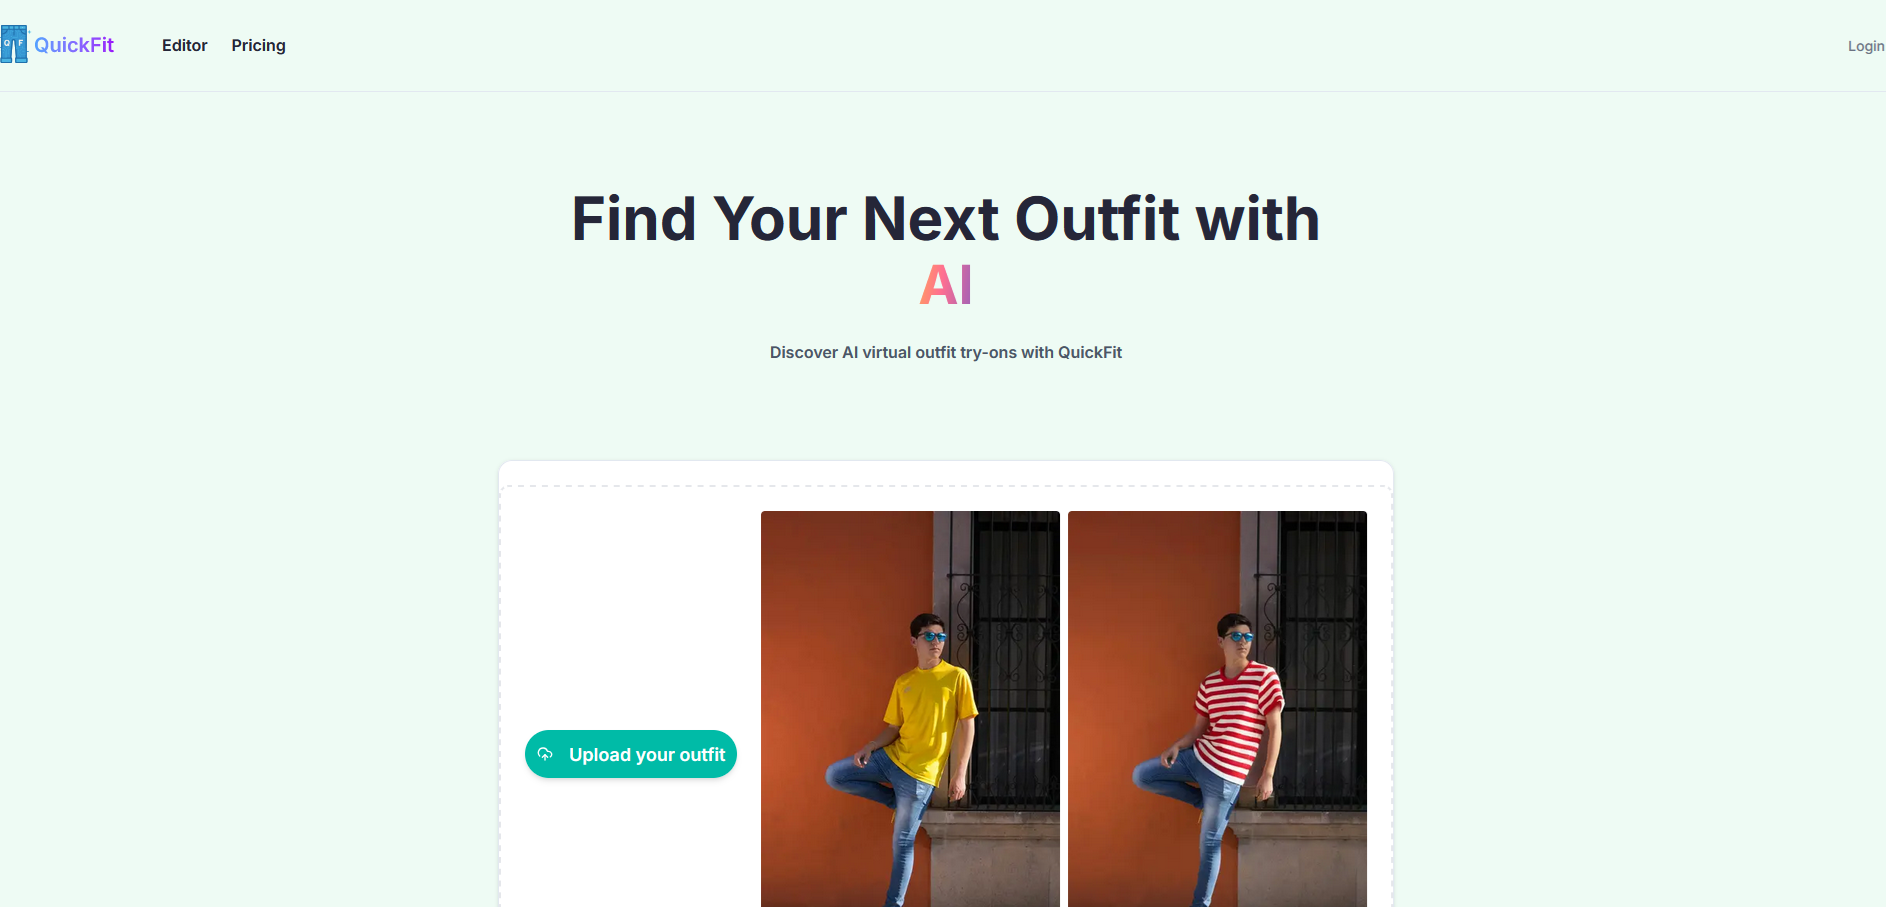 Q F QuickFit
Editor
Pricing
Login
Find Your Next Outfit with
AI
Discover AI virtual outfit try-ons with QuickFit
Upload your outfit